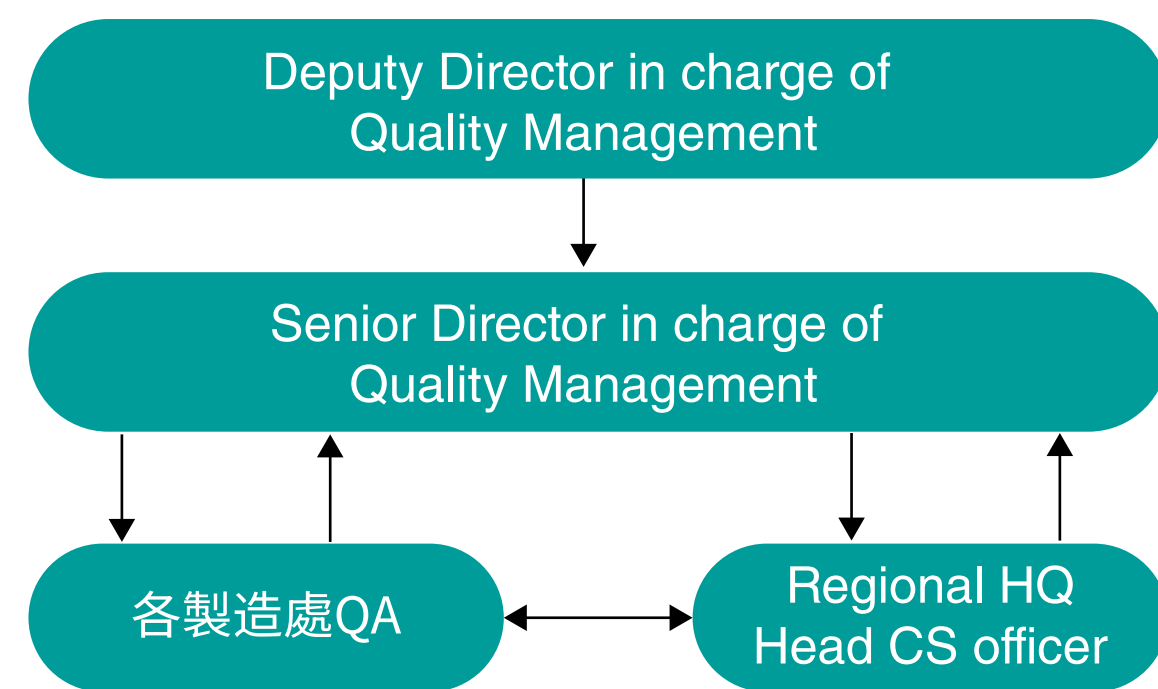 Deputy Director in charge of
Quality Management
Senior Director in charge of
Quality Management
各製造處QA
Regional HQ
Head CS officer